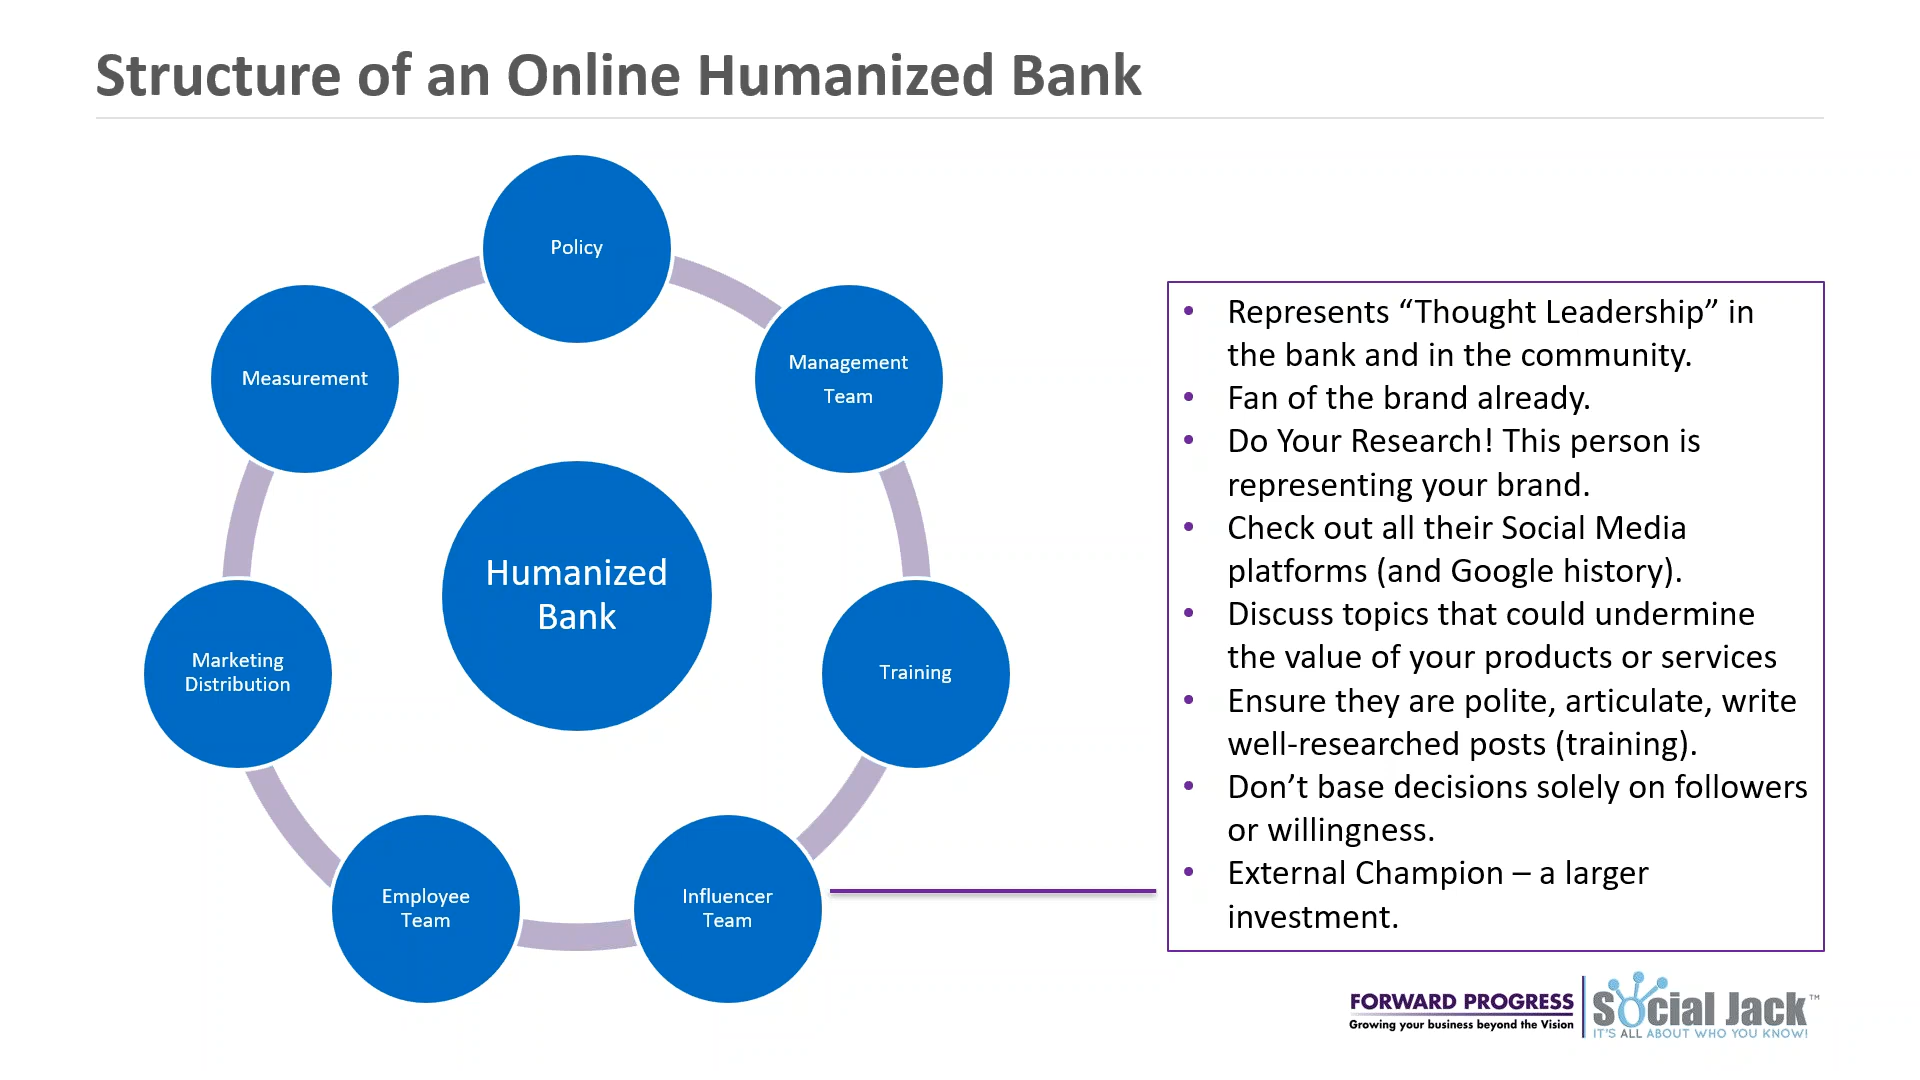 Structure of an Online Humanized Bank
Policy
Management
Team
Training
Influencer
Team
Employee
Team
Marketing
Distribution
Measurement
Humanized
Bank
• Represents “Thought Leadership” in
the bank and in the community.
• Fan of the brand already.
• Do Your Research! This person is
representing your brand.
• Check out all their Social Media
platforms (and Google history).
• Discuss topics that could undermine
the value of your products or services
• Ensure they are polite, articulate, write
well-researched posts (training).
• Don’t base decisions solely on followers
or willingness.
• External Champion – a larger
investment.
FORWARD PROGRESS
Growing your business beyond the Vision
Social Jack™
IT'S ALL ABOUT WHO YOU KNOW!